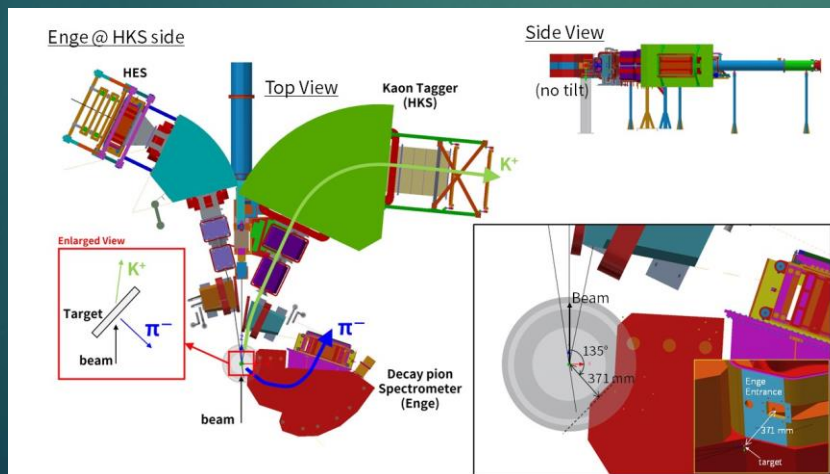 Enge @ HKS side
HES
Top View
Kaon Tagger
(HKS)
K+
Side View
(no tilt)
Enlarged View
K+
Target
π−
beam
π−
Decay pion
Spectrometer
(Enge)
beam
Beam
135°
371 mm
Enge
Entrance
371 mm
target